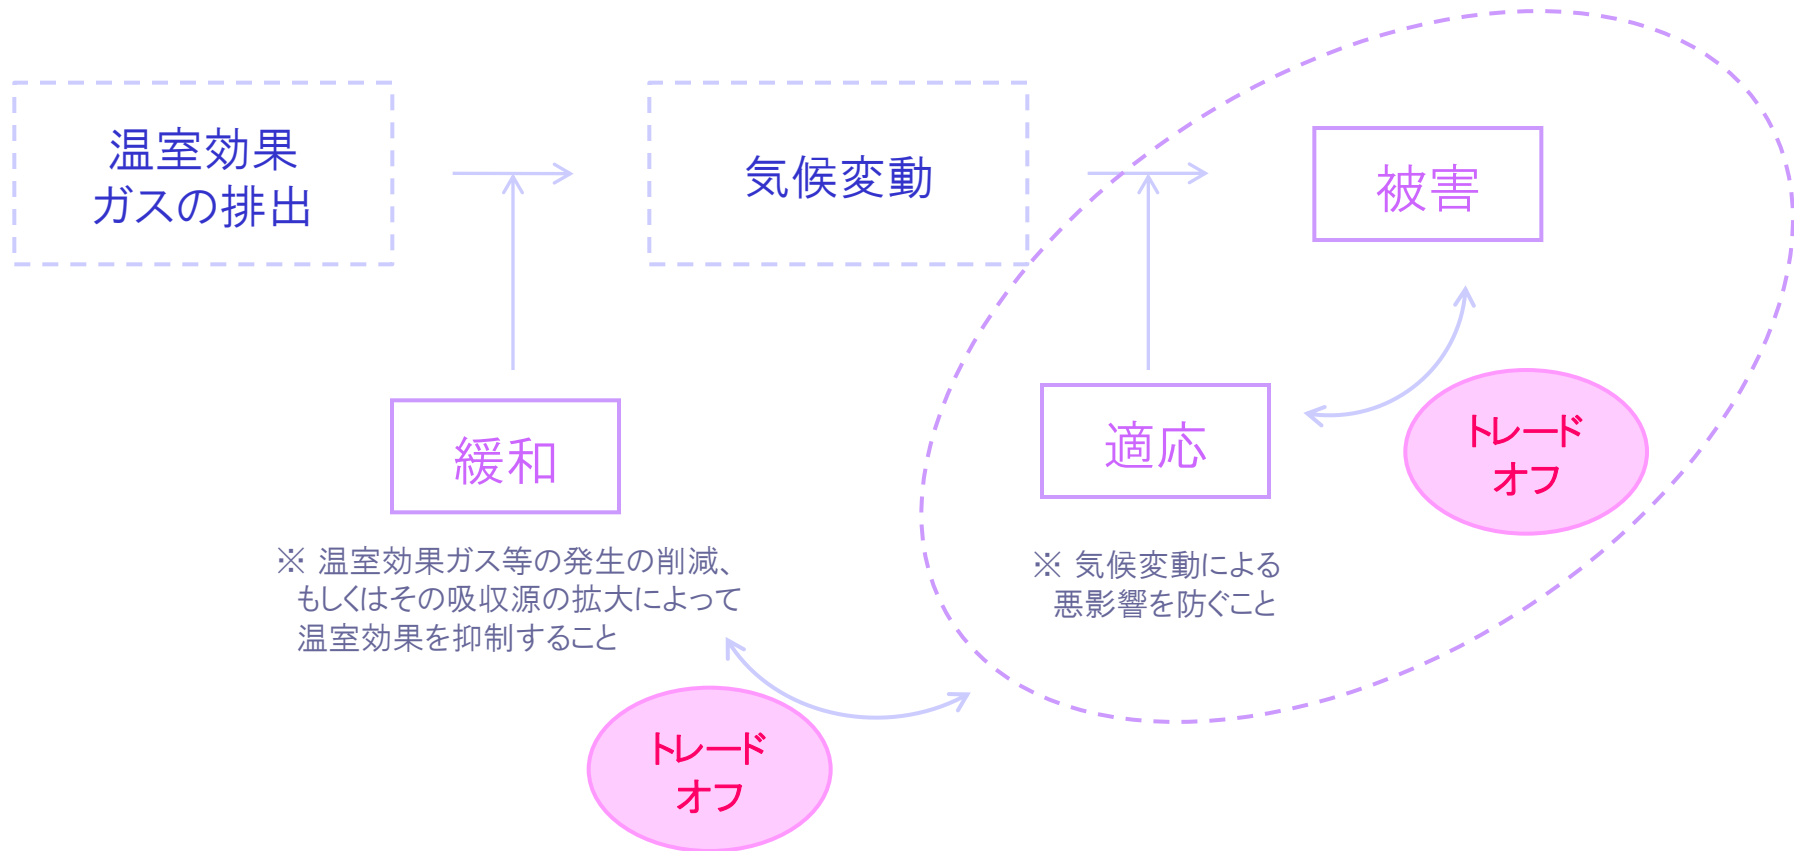 温室効果
ガスの排出
気候変動
被害
緩和
適応
トレード
オフ
※ 温室効果ガス等の発生の削減、
もしくはその吸収源の拡大によって
温室効果を抑制すること
※ 気候変動による
悪影響を防ぐこと
トレード
オフ